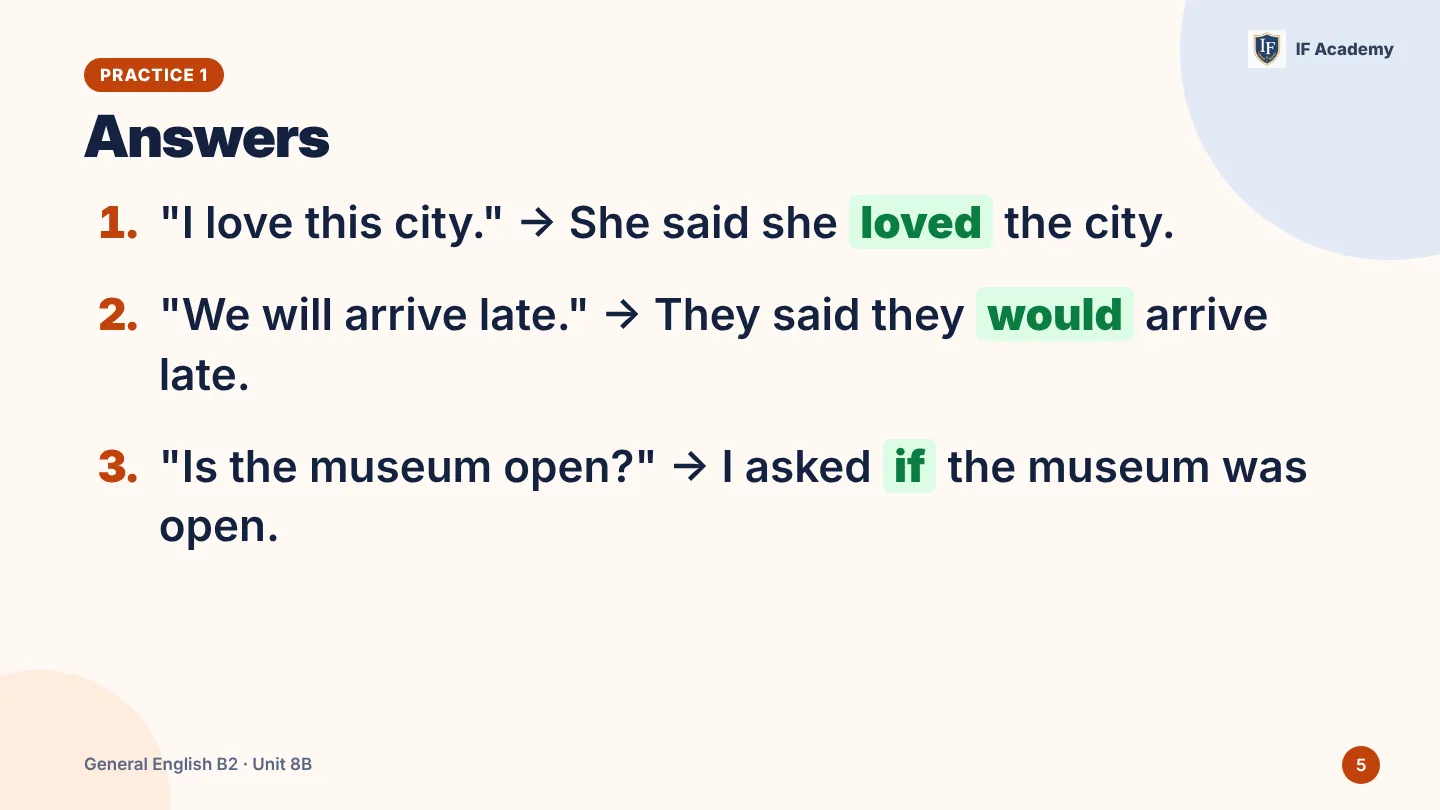 IF
IF Academy
PRACTICE 1
Answers
1. "I love this city." → She said she loved the city.
2. "We will arrive late." → They said they would arrive
late.
3. "Is the museum open?" → I asked if the museum was
open.
General English B2 · Unit 8B
5